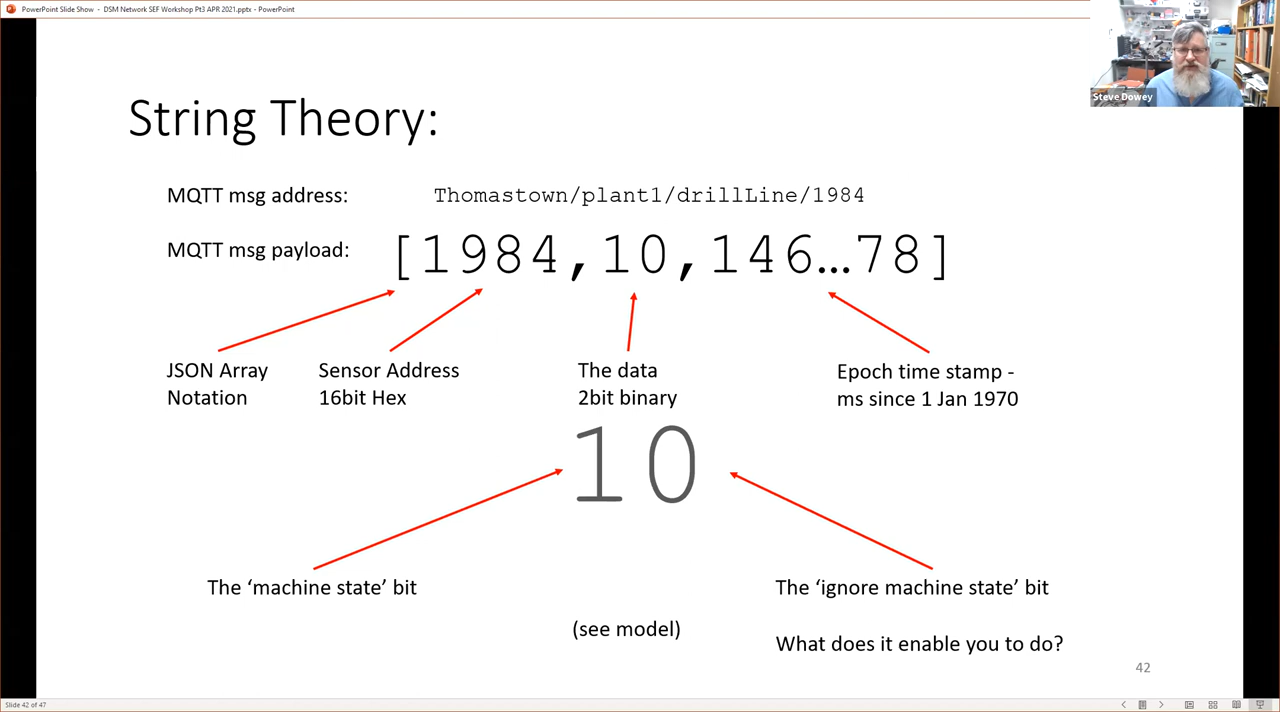 PowerPoint Slide Show - DSM Network SEF Workshop Pt3 APR 2021.pptx - PowerPoint
Steve Dowey
String Theory:
MQTT msg address: Thomastown/plant1/drillLine/1984
MQTT msg payload: [1984,10,146…78]
JSON Array
Notation
Sensor Address
16bit Hex
The data
2bit binary
Epoch time stamp -
ms since 1 Jan 1970
10
The ‘machine state’ bit
The ‘ignore machine state’ bit
(see model)
What does it enable you to do?
42
Slide 42 of 47